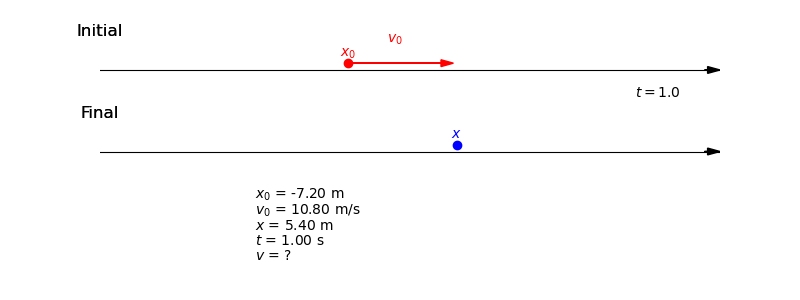 Initial
v₀
x₀
t = 1.0
Final
x
x₀ = -7.20 m
v₀ = 10.80 m/s
x = 5.40 m
t = 1.00 s
v = ?